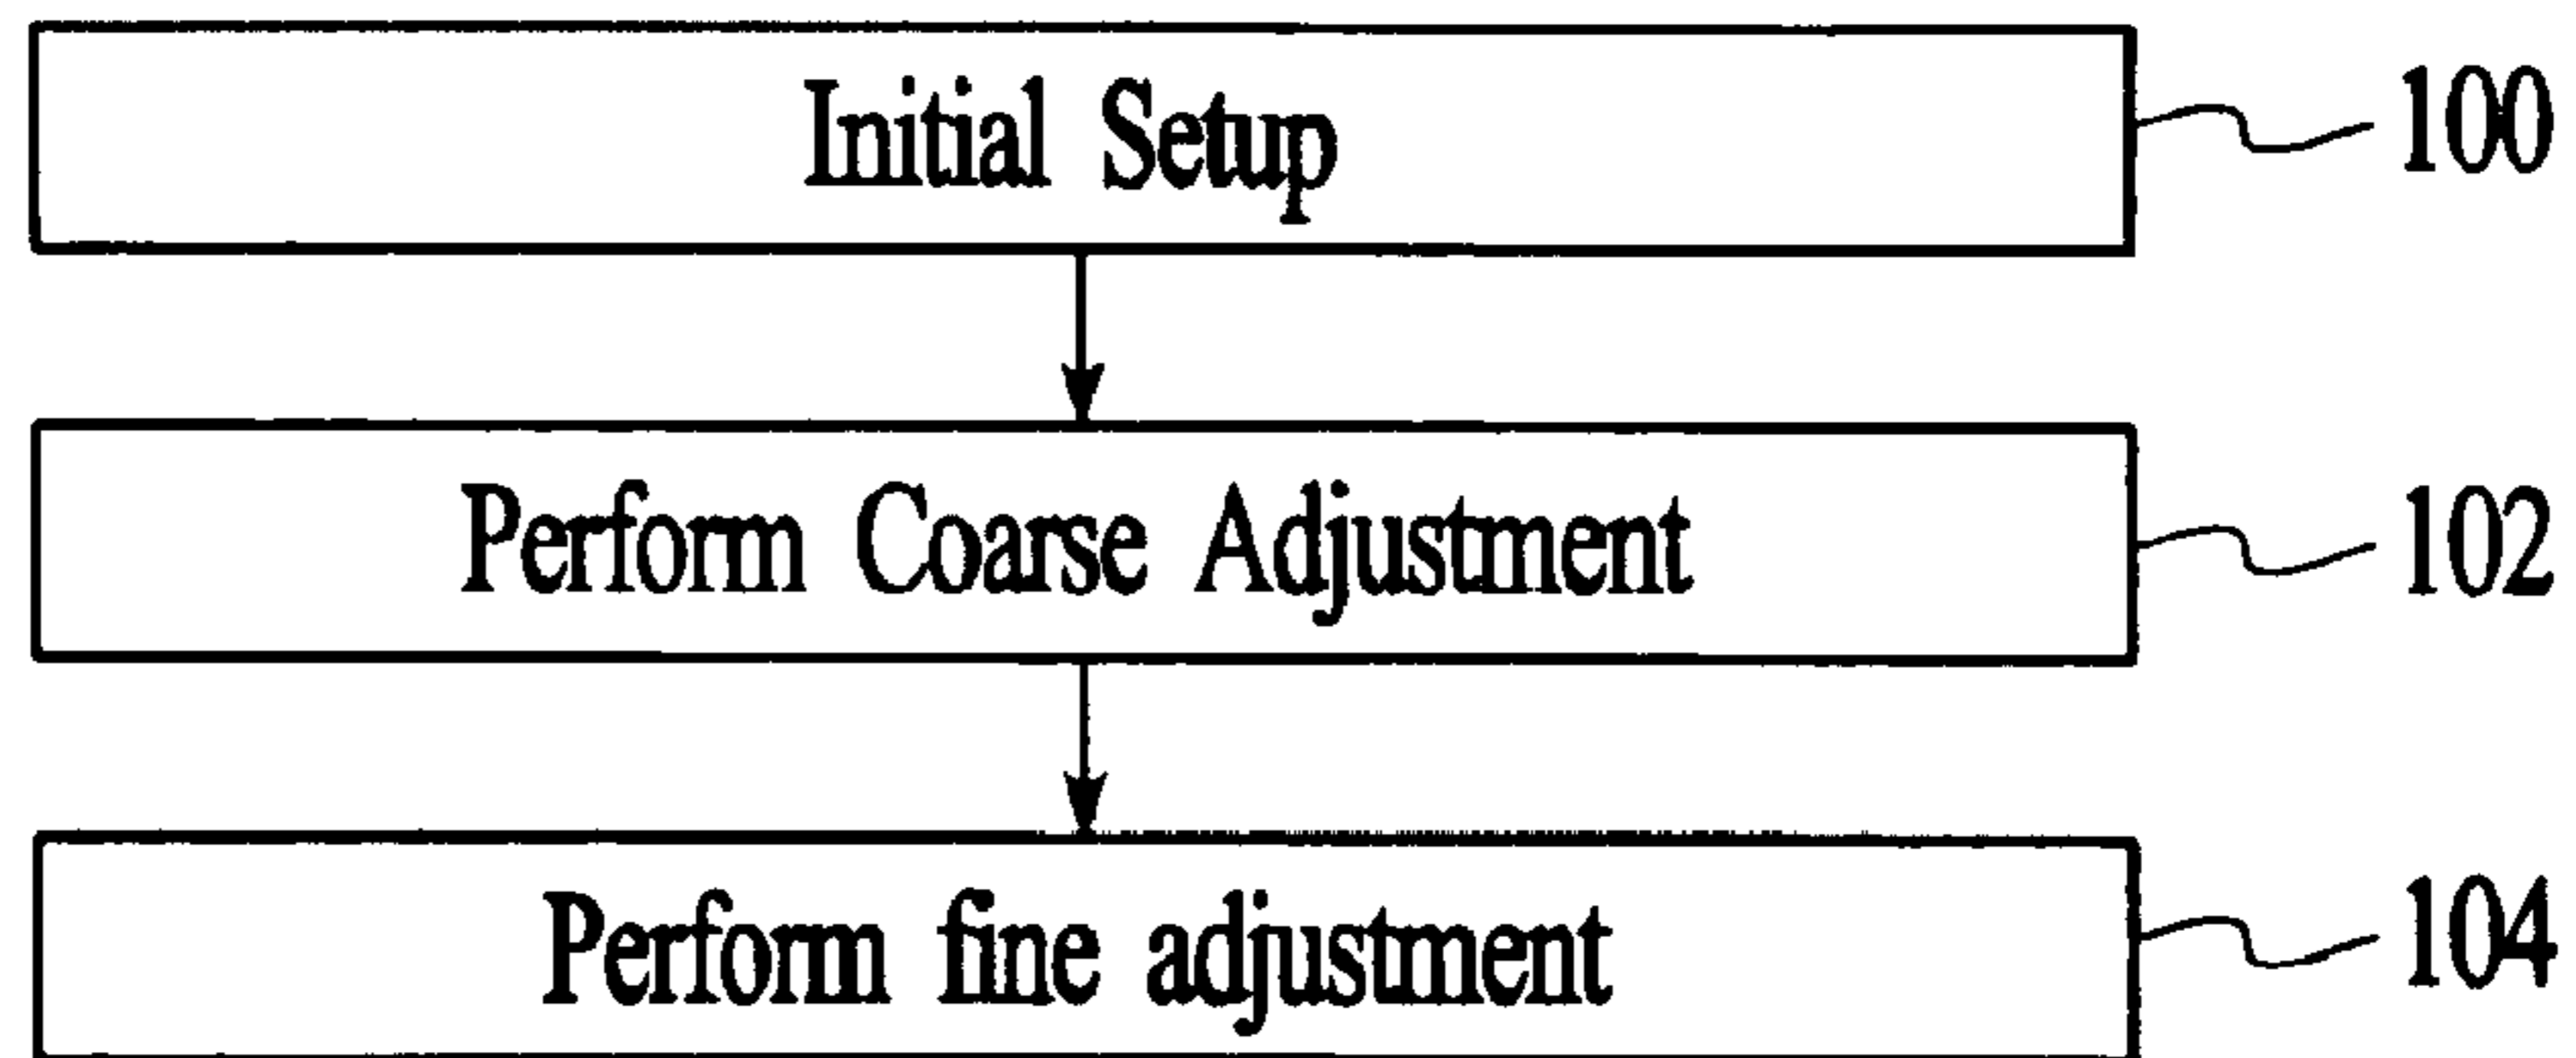 Initial Setup
100
Perform Coarse Adjustment
102
Perform fine adjustment
104